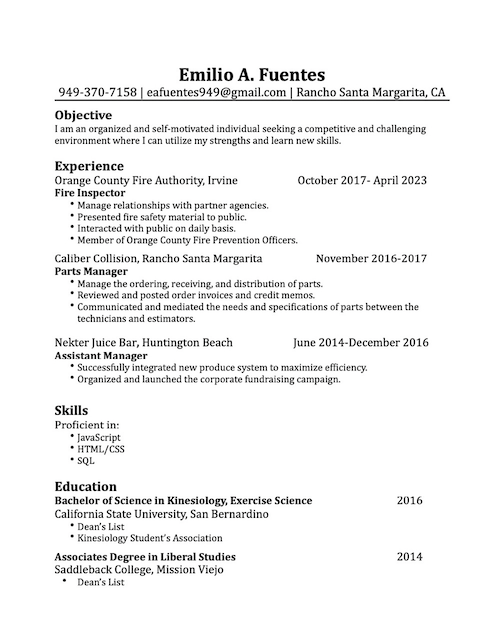 Emilio A. Fuentes
949-370-7158 | eafuentes949@gmail.com | Rancho Santa Margarita, CA
Objective
I am an organized and self-motivated individual seeking a competitive and challenging
environment where I can utilize my strengths and learn new skills.
Experience
Orange County Fire Authority, Irvine October 2017- April 2023
Fire Inspector
• Manage relationships with partner agencies.
• Presented fire safety material to public.
• Interacted with public on daily basis.
• Member of Orange County Fire Prevention Officers.
Caliber Collision, Rancho Santa Margarita November 2016-2017
Parts Manager
• Manage the ordering, receiving, and distribution of parts.
• Reviewed and posted order invoices and credit memos.
• Communicated and mediated the needs and specifications of parts between the
technicians and estimators.
Nekter Juice Bar, Huntington Beach June 2014-December 2016
Assistant Manager
• Successfully integrated new produce system to maximize efficiency.
• Organized and launched the corporate fundraising campaign.
Skills
Proficient in:
• JavaScript
• HTML/CSS
• SQL
Education
Bachelor of Science in Kinesiology, Exercise Science 2016
California State University, San Bernardino
• Dean's List
• Kinesiology Student's Association
Associates Degree in Liberal Studies 2014
Saddleback College, Mission Viejo
• Dean's List